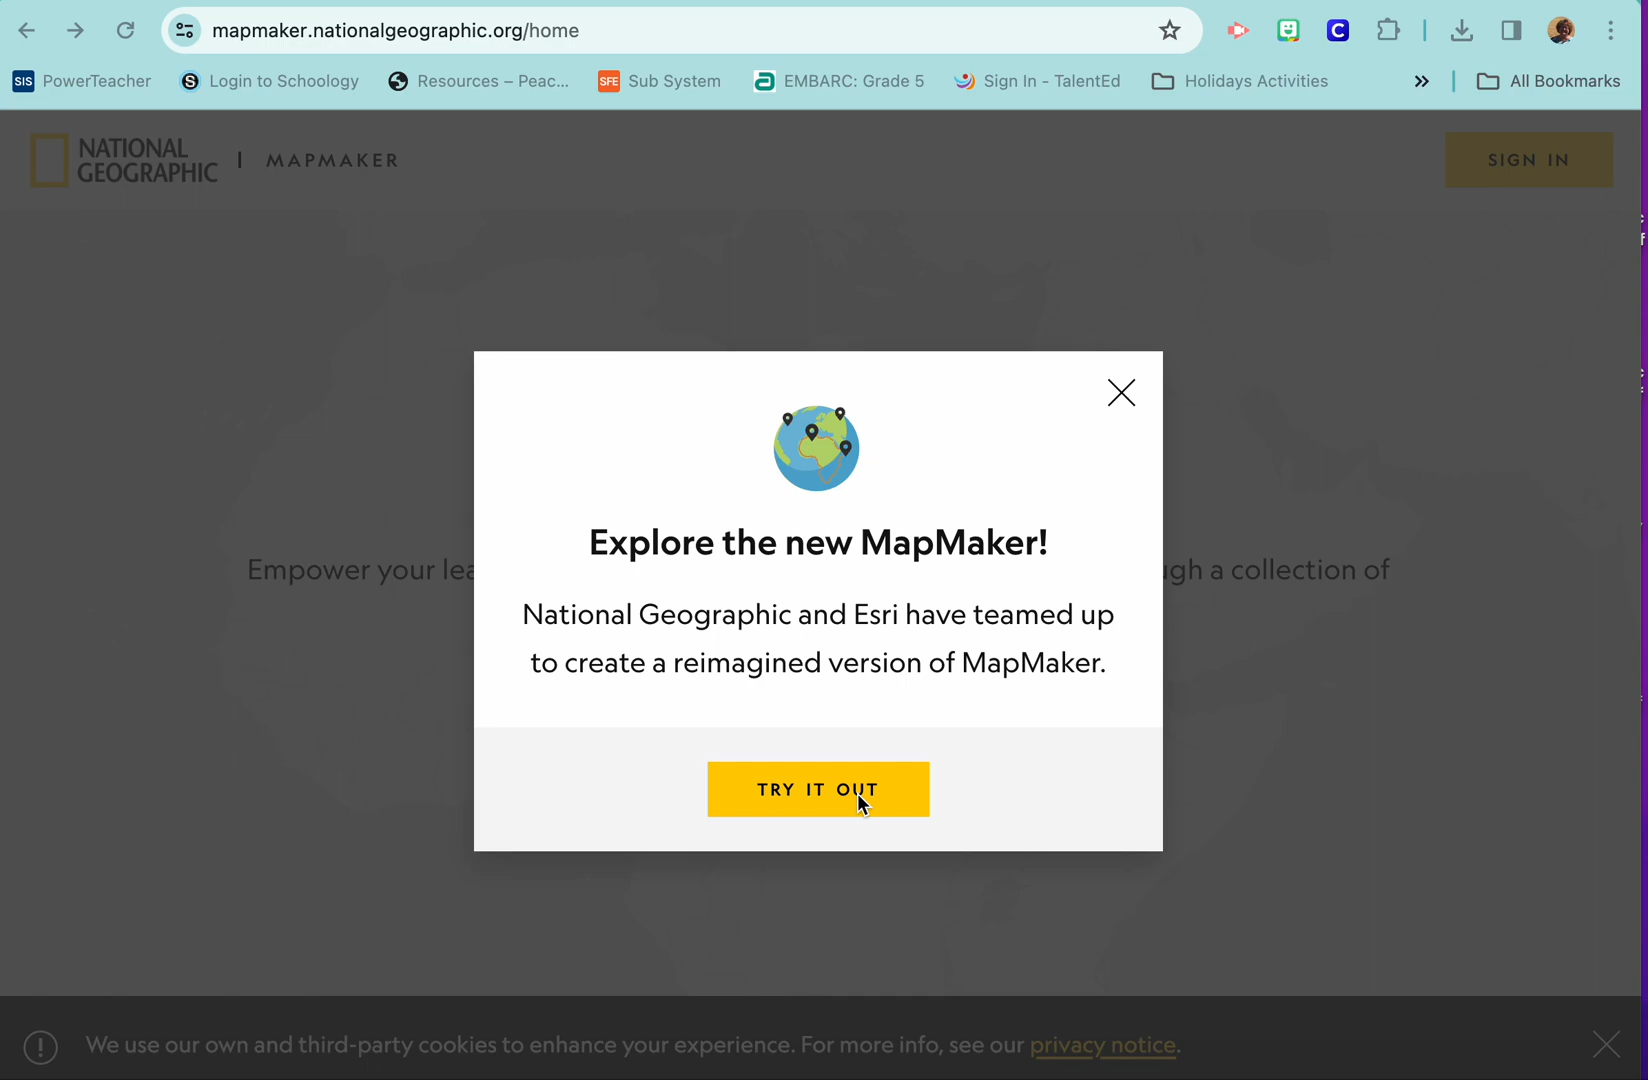 mapmaker.nationalgeographic.org/home
SIS PowerTeacher S Login to Schoology Resources – Peac... SFE Sub System EMBARC: Grade 5 Sign In - TalentEd Holidays Activities » All Bookmarks
NATIONAL
GEOGRAPHIC | MAPMAKER SIGN IN
Explore the new MapMaker!
Empower your lea
gh a collection of
National Geographic and Esri have teamed up
to create a reimagined version of MapMaker.
TRY IT OUT
We use our own and third-party cookies to enhance your experience. For more info, see our privacy notice.